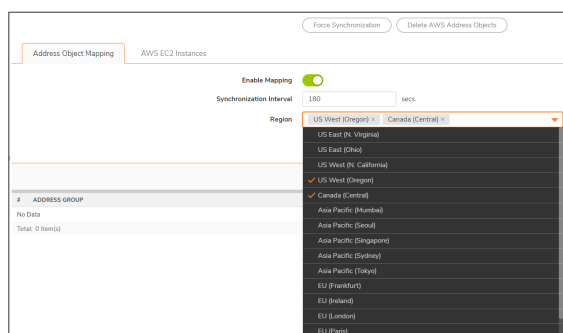 Force Synchronization Delete AWS Address Objects
Address Object Mapping AWS EC2 Instances
Enable Mapping
Synchronization Interval 180 secs
Region US West (Oregon) × Canada (Central) ×
US East (N. Virginia)
US East (Ohio)
US West (N. California)
US West (Oregon)
Canada (Central)
# ADDRESS GROUP
No Data
Total: 0 item(s)
Asia Pacific (Mumbai)
Asia Pacific (Seoul)
Asia Pacific (Singapore)
Asia Pacific (Sydney)
Asia Pacific (Tokyo)
EU (Frankfurt)
EU (Ireland)
EU (London)
EU (Paris)